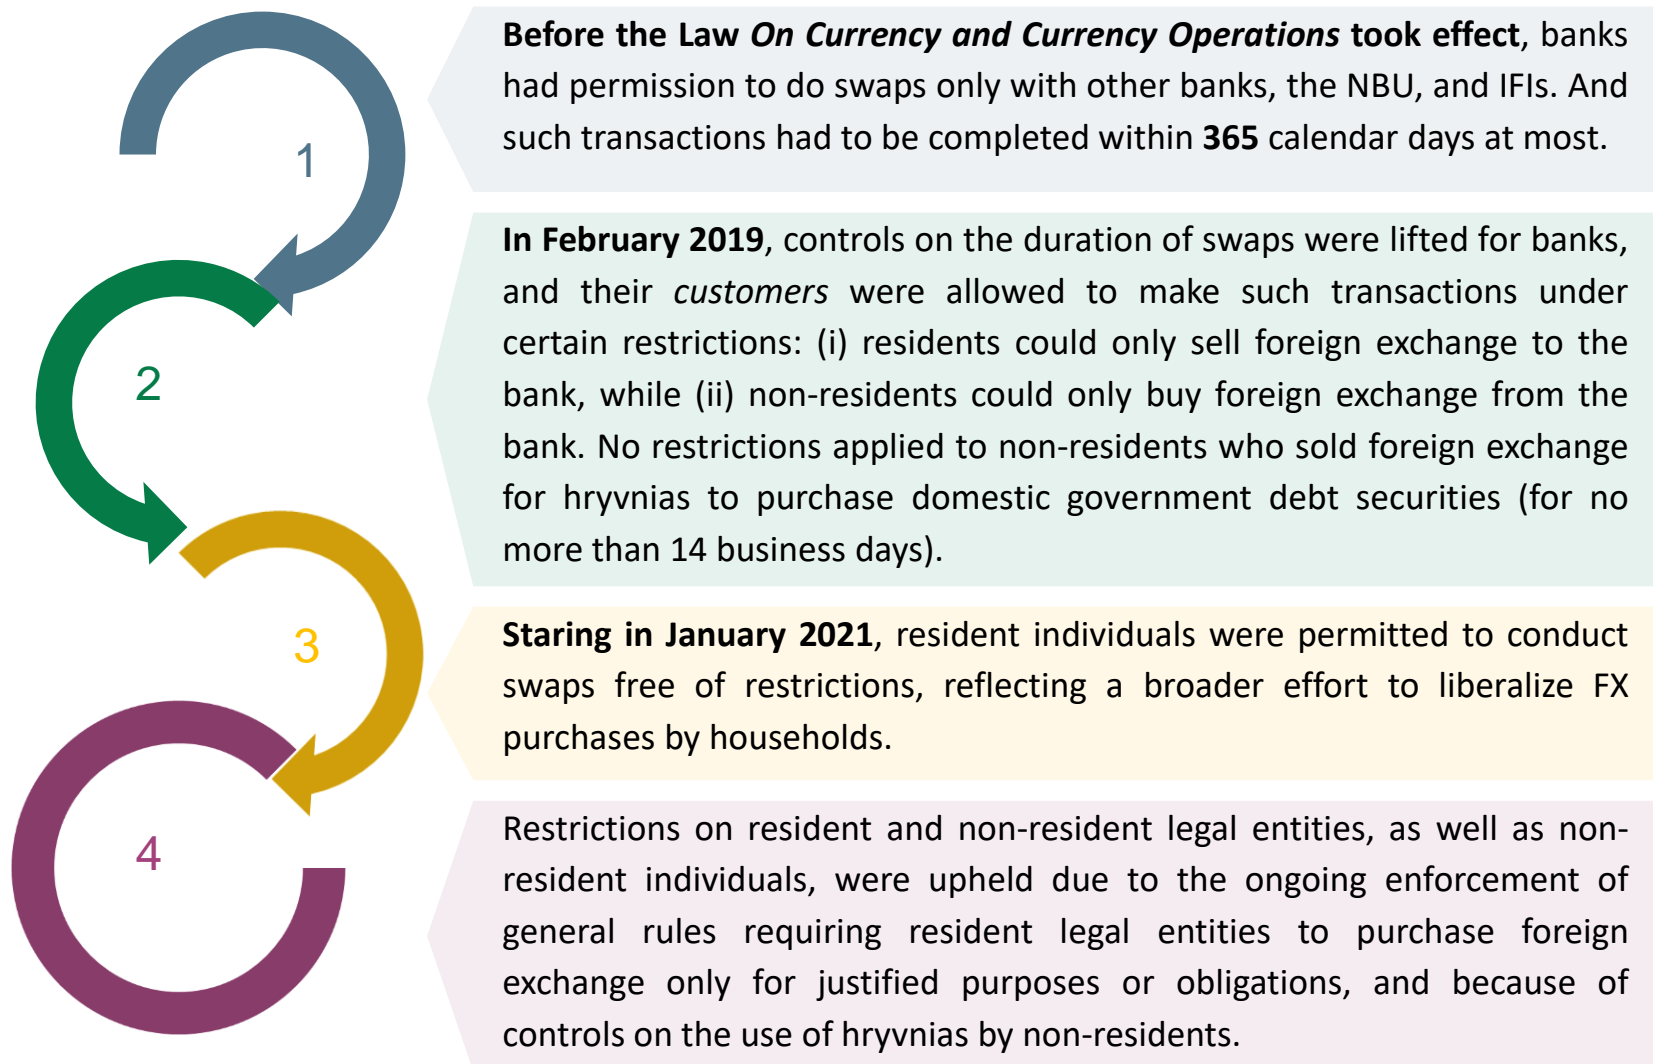 1
Before the Law On Currency and Currency Operations took effect, banks
had permission to do swaps only with other banks, the NBU, and IFIs. And
such transactions had to be completed within 365 calendar days at most.
2
In February 2019, controls on the duration of swaps were lifted for banks,
and their customers were allowed to make such transactions under
certain restrictions: (i) residents could only sell foreign exchange to the
bank, while (ii) non-residents could only buy foreign exchange from the
bank. No restrictions applied to non-residents who sold foreign exchange
for hryvnias to purchase domestic government debt securities (for no
more than 14 business days).
3
Staring in January 2021, resident individuals were permitted to conduct
swaps free of restrictions, reflecting a broader effort to liberalize FX
purchases by households.
4
Restrictions on resident and non-resident legal entities, as well as non-
resident individuals, were upheld due to the ongoing enforcement of
general rules requiring resident legal entities to purchase foreign
exchange only for justified purposes or obligations, and because of
controls on the use of hryvnias by non-residents.